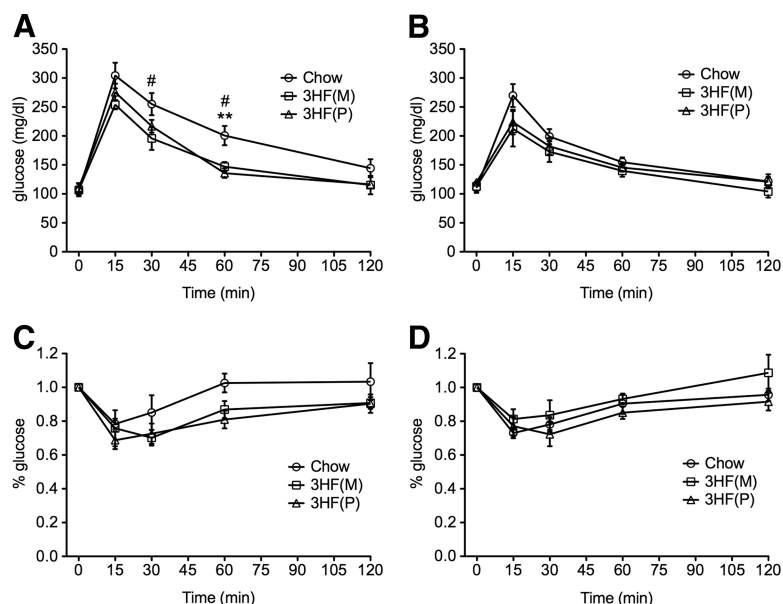 A
350
300
250
200
150
100
50
0
glucose (mg/dl)
#
#
**
Chow
3HF(M)
3HF(P)
0 15 30 45 60 75 90 105 120
Time (min)
B
350
300
250
200
150
100
50
0
glucose (mg/dl)
Chow
3HF(M)
3HF(P)
0 15 30 45 60 75 90 105 120
Time (min)
C
1.2
1.0
0.8
0.6
0.4
0.2
0.0
% glucose
Chow
3HF(M)
3HF(P)
0 15 30 45 60 75 90 105 120
Time (min)
D
1.2
1.0
0.8
0.6
0.4
0.2
0.0
% glucose
Chow
3HF(M)
3HF(P)
0 15 30 45 60 75 90 105 120
Time (min)